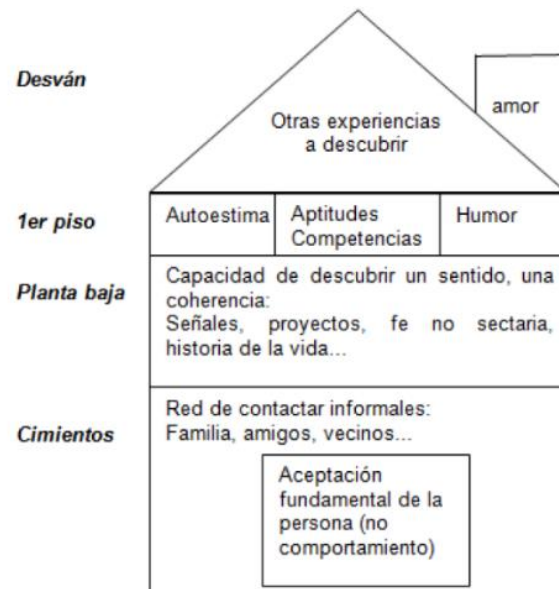 Desván
amor
Otras experiencias
a descubrir
1er piso
Autoestima
Aptitudes
Competencias
Humor
Planta baja
Capacidad de descubrir un sentido, una
coherencia:
Señales, proyectos, fe no sectaria,
historia de la vida...
Cimientos
Red de contactar informales:
Familia, amigos, vecinos...
Aceptación
fundamental de la
persona (no
comportamiento)